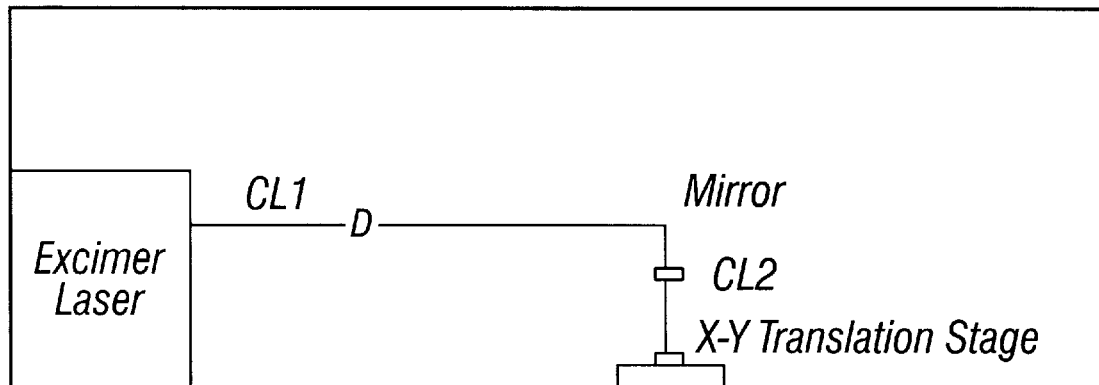 CL1
Mirror
D
Excimer
Laser
CL2
X-Y Translation Stage